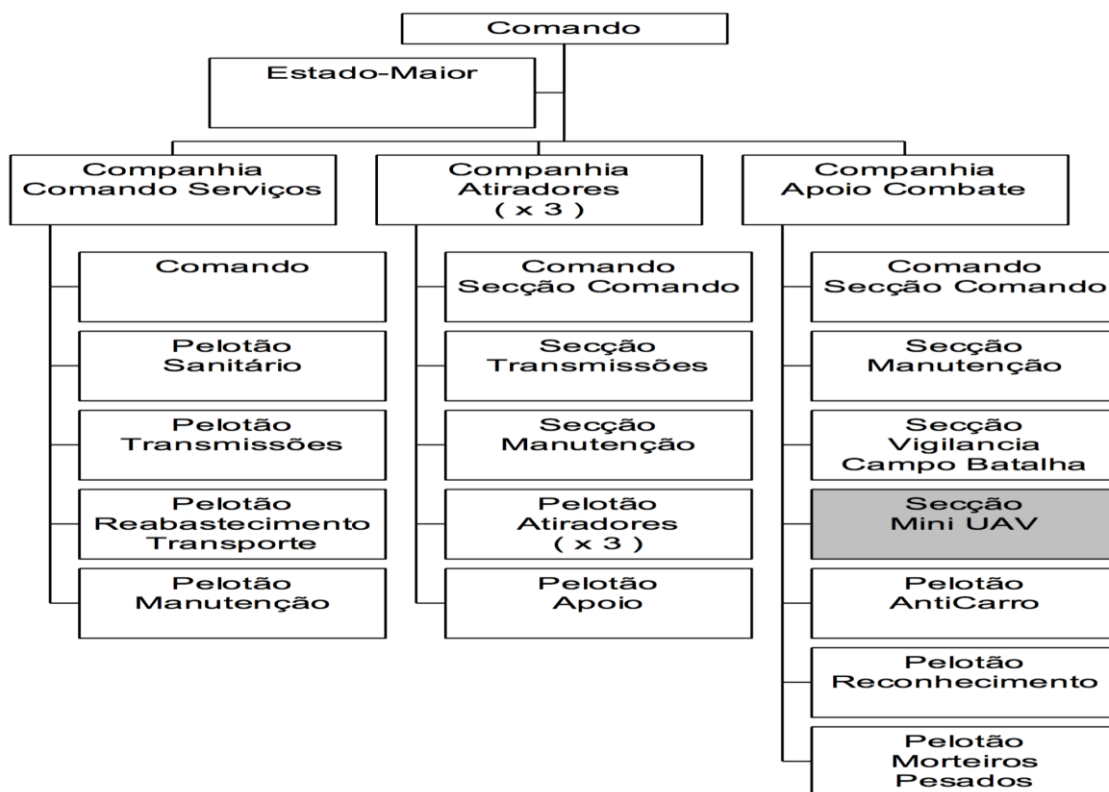 Comando
Estado-Maior
Companhia
Comando Serviços
Companhia
Atiradores
( x 3 )
Companhia
Apoio Combate
Comando
Pelotão
Sanitário
Pelotão
Transmissões
Pelotão
Reabastecimento
Transporte
Pelotão
Manutenção
Comando
Secção Comando
Secção
Transmissões
Secção
Manutenção
Pelotão
Atiradores
( x 3 )
Pelotão
Apoio
Comando
Secção Comando
Secção
Manutenção
Secção
Vigilancia
Campo Batalha
Secção
Mini UAV
Pelotão
AntiCarro
Pelotão
Reconhecimento
Pelotão
Morteiros
Pesados